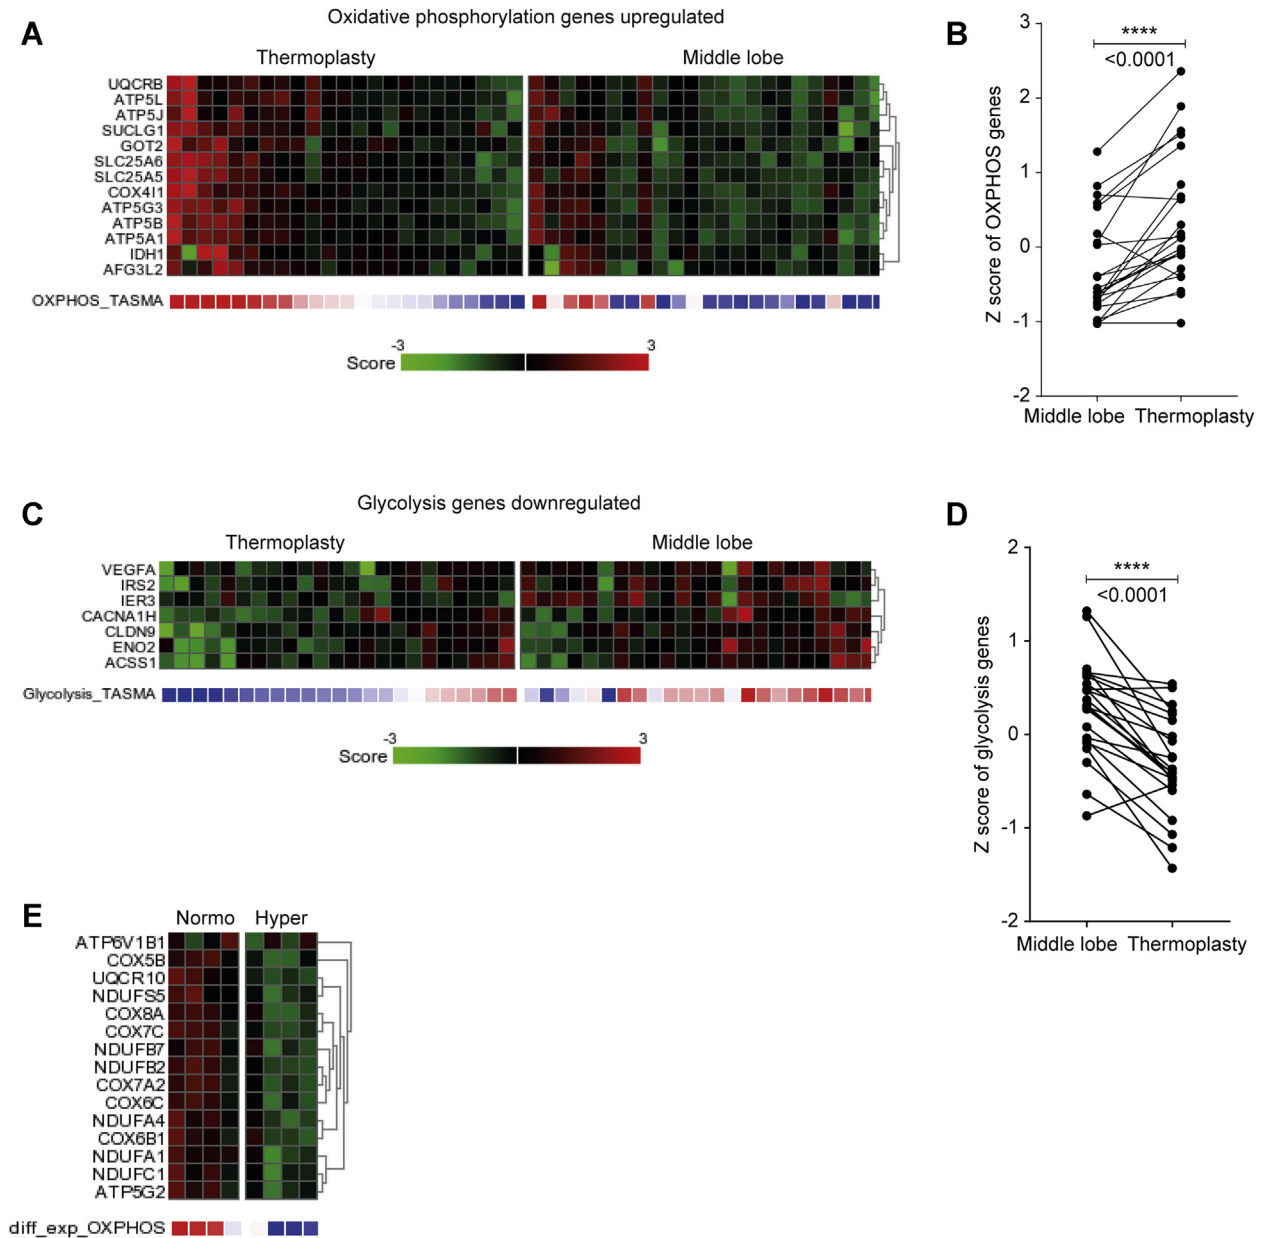 A
Oxidative phosphorylation genes upregulated
Thermoplasty
Middle lobe
UQCRB
ATP5L
ATP5J
SUCLG1
GOT2
SLC25A6
SLC25A5
COX4I1
ATP5G3
ATP5B
ATP5A1
IDH1
AFG3L2
OXPHOS_TASMA
-3
3
Score
B
3
2
1
0
-1
-2
Z score of OXPHOS genes
****
<0.0001
Middle lobe
Thermoplasty
C
Glycolysis genes downregulated
Thermoplasty
Middle lobe
VEGFA
IRS2
IER3
CACNA1H
CLDN9
ENO2
ACSS1
Glycolysis_TASMA
-3
3
Score
D
2
1
0
-1
-2
Z score of glycolysis genes
****
<0.0001
Middle lobe
Thermoplasty
E
Normo
Hyper
ATP6V1B1
COX5B
UQCR10
NDUFS5
COX8A
COX7C
NDUFB7
NDUFB2
COX7A2
COX6C
NDUFA4
COX6B1
NDUFA1
NDUFC1
ATP5G2
diff_exp_OXPHOS